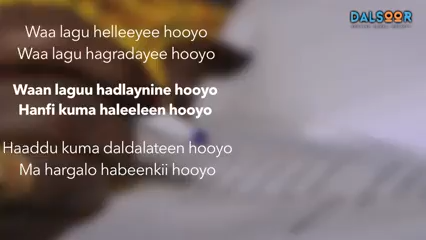 DALSOOR
Waa lagu helleeyee hooyo
Waa lagu hagradayee hooyo
Waan laguu hadlaynine hooyo
Hanfi kuma haleeleen hooyo
Haaddu kuma daldalateen hooyo
Ma hargalo habeenkii hooyo